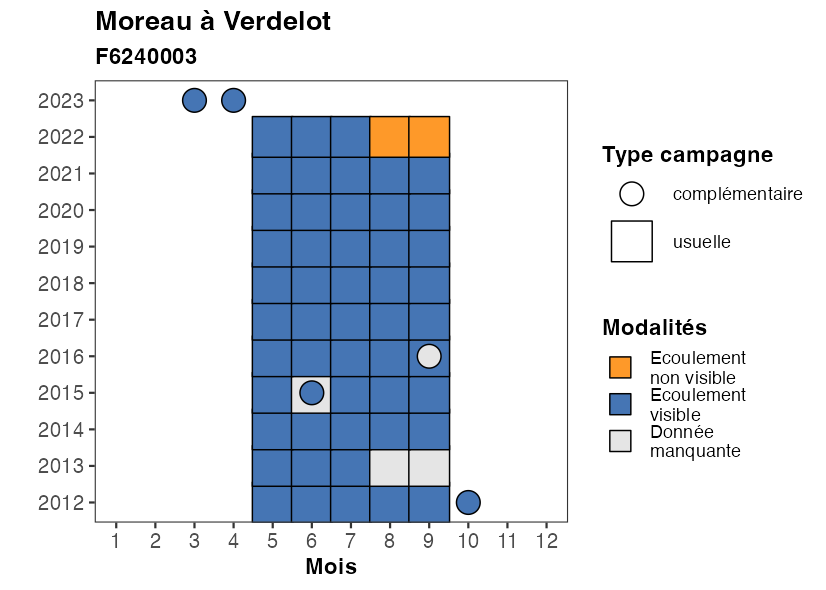 Moreau à Verdelot
F6240003
2023
2022
2021
2020
2019
2018
2017
2016
2015
2014
2013
2012
1 2 3 4 5 6 7 8 9 10 11 12
Mois
Type campagne
complémentaire
usuelle
Modalités
Ecoulement
non visible
Ecoulement
visible
Donnée
manquante